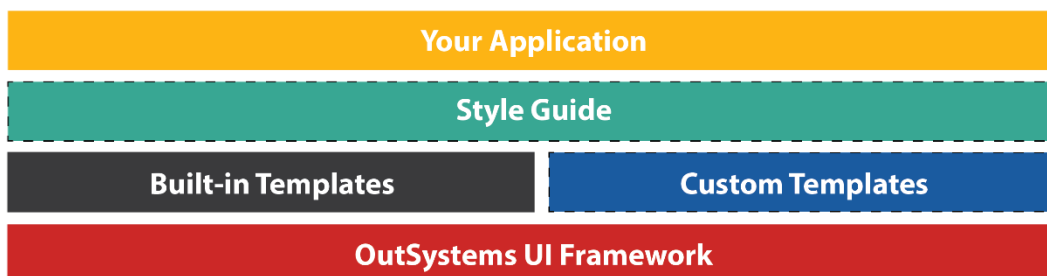 Your Application
Style Guide
Built-in Templates
Custom Templates
OutSystems UI Framework